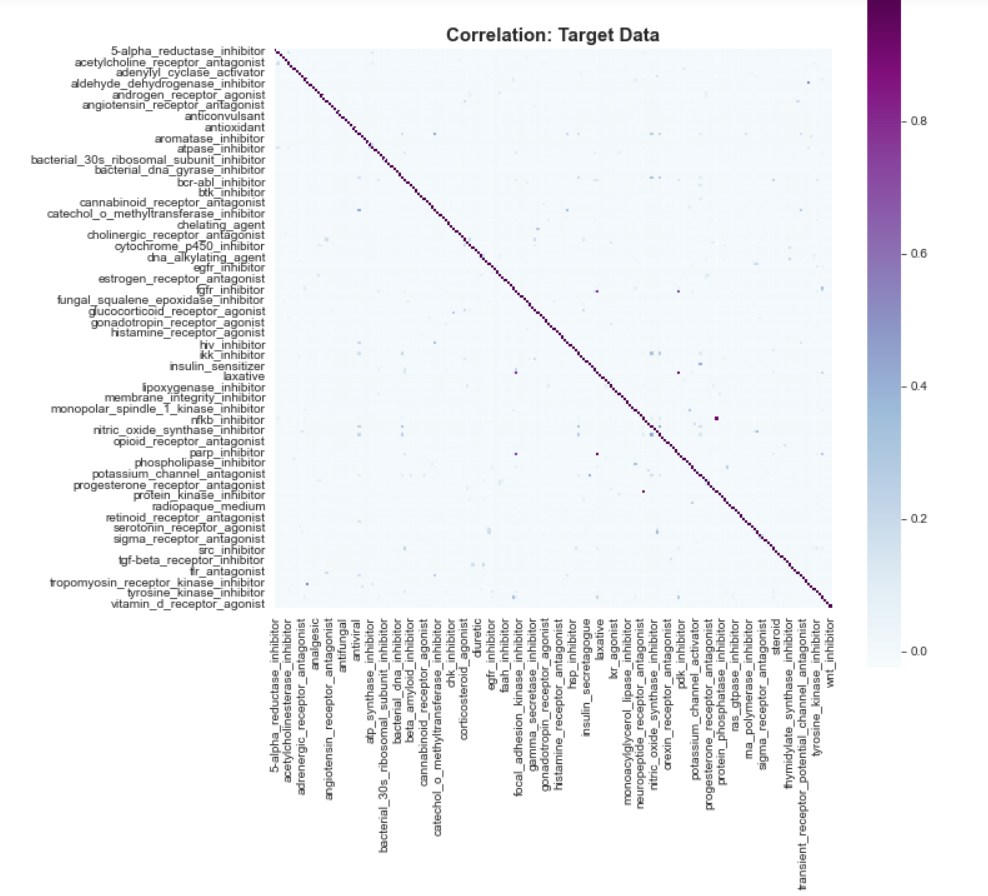 Correlation: Target Data
5-alpha_reductase_inhibitor
acetylcholine_receptor_antagonist
adenylyl_cyclase_activator
aldehyde_dehydrogenase_inhibitor
androgen_receptor_agonist
angiotensin_receptor_antagonist
anticonvulsant
antioxidant
aromatase_inhibitor
atpase_inhibitor
bacterial_30s_ribosomal_subunit_inhibitor
bacterial_dna_gyrase_inhibitor
bcr-abl_inhibitor
btk_inhibitor
cannabinoid_receptor_antagonist
catechol_o_methyltransferase_inhibitor
chelating_agent
cholinergic_receptor_antagonist
cytochrome_p450_inhibitor
dna_alkylating_agent
egfr_inhibitor
estrogen_receptor_antagonist
fgfr_inhibitor
fungal_squalene_epoxidase_inhibitor
glucocorticoid_receptor_agonist
gonadotropin_receptor_agonist
histamine_receptor_agonist
hiv_inhibitor
ikk_inhibitor
insulin_sensitizer
laxative
lipoxygenase_inhibitor
membrane_integrity_inhibitor
monopolar_spindle_1_kinase_inhibitor
nfkb_inhibitor
nitric_oxide_synthase_inhibitor
opioid_receptor_antagonist
parp_inhibitor
phospholipase_inhibitor
potassium_channel_antagonist
progesterone_receptor_antagonist
protein_kinase_inhibitor
radiopaque_medium
retinoid_receptor_antagonist
serotonin_receptor_agonist
sigma_receptor_antagonist
src_inhibitor
tgf-beta_receptor_inhibitor
tlr_antagonist
tropomyosin_receptor_kinase_inhibitor
tyrosine_kinase_inhibitor
vitamin_d_receptor_agonist
5-alpha_reductase_inhibitor
acetylcholinesterase_inhibitor
adrenergic_receptor_antagonist
analgesic
angiotensin_receptor_antagonist
antifungal
antiviral
atp_synthase_inhibitor
bacterial_30s_ribosomal_subunit_inhibitor
bacterial_dna_inhibitor
beta_amyloid_inhibitor
cannabinoid_receptor_agonist
catechol_o_methyltransferase_inhibitor
chk_inhibitor
corticosteroid_agonist
diuretic
egfr_inhibitor
faah_inhibitor
focal_adhesion_kinase_inhibitor
gamma_secretase_inhibitor
gonadotropin_receptor_agonist
histamine_receptor_antagonist
hsp_inhibitor
insulin_secretagogue
laxative
lxr_agonist
monoacylglycerol_lipase_inhibitor
neuropeptide_receptor_antagonist
nitric_oxide_synthase_inhibitor
orexin_receptor_antagonist
pdk_inhibitor
potassium_channel_activator
progesterone_receptor_antagonist
protein_phosphatase_inhibitor
ras_gtpase_inhibitor
rna_polymerase_inhibitor
sigma_receptor_antagonist
steroid
thymidylate_synthase_inhibitor
transient_receptor_potential_channel_antagonist
tyrosine_kinase_inhibitor
wnt_inhibitor
0.8
0.6
0.4
0.2
0.0